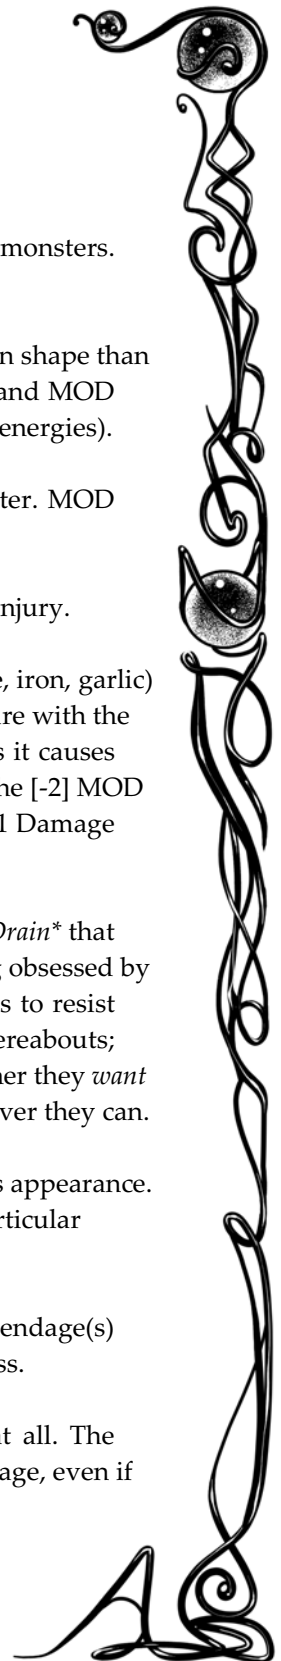 monsters.
n shape than
and MOD
energies).
ter. MOD
njury.
e, iron, garlic)
re with the
s it causes
he [-2] MOD
1 Damage
Drain* that
g obsessed by
s to resist
ereabouts;
her they want
ver they can.
s appearance.
rticular
endage(s)
ss.
t all. The
age, even if